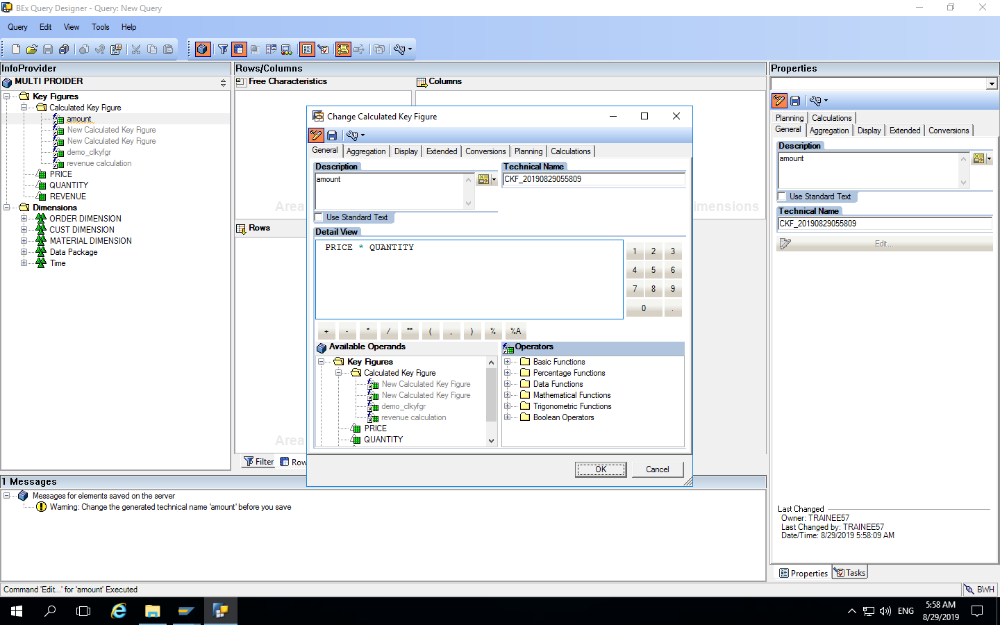 BEx Query Designer - Query: New Query
Query Edit View Tools Help
InfoProvider
MULTI PROIDER
Key Figures
Calculated Key Figure
amount
New Calculated Key Figure
New Calculated Key Figure
demo_clkyfgr
revenue calculation
PRICE
QUANTITY
REVENUE
Dimensions
ORDER DIMENSION
CUST DIMENSION
MATERIAL DIMENSION
Data Package
Time
Rows/Columns
Free Characteristics
Columns
Area
imensions
Rows
Area
Filter
Row
Change Calculated Key Figure
General Aggregation Display Extended Conversions Planning Calculations
Description
amount
Use Standard Text
Technical Name
CKF_20190829055809
Detail View
PRICE * QUANTITY
1 2 3
4 5 6
7 8 9
0 .
+ - * / ** ( , ) % %A
Available Operands
Key Figures
Calculated Key Figure
New Calculated Key Figure
New Calculated Key Figure
demo_clkyfgr
revenue calculation
PRICE
QUANTITY
Operators
Basic Functions
Percentage Functions
Data Functions
Mathematical Functions
Trigonometric Functions
Boolean Operators
OK Cancel
Properties
Planning Calculations
General Aggregation Display Extended Conversions
Description
amount
Use Standard Text
Technical Name
CKF_20190829055809
Edit...
Last Changed
Owner: TRAINEE57
Last Changed by: TRAINEE57
Date/Time: 8/29/2019 5:58:09 AM
Properties Tasks
1 Messages
Messages for elements saved on the server
Warning: Change the generated technical name 'amount' before you save
Command 'Edit...' for 'amount' Executed
BWH
ENG
5:58 AM
8/29/2019